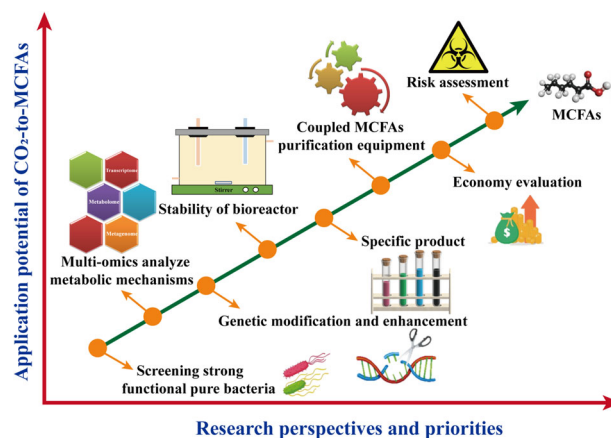 Application potential of CO₂-to-MCFAs
Risk assessment
MCFAs
Coupled MCFAs
purification equipment
Economy evaluation
Transcriptome
Metabolome
Metagenome
Stirrer
Stability of bioreactor
Specific product
Multi-omics analyze
metabolic mechanisms
Genetic modification and enhancement
Screening strong
functional pure bacteria
$
Research perspectives and priorities